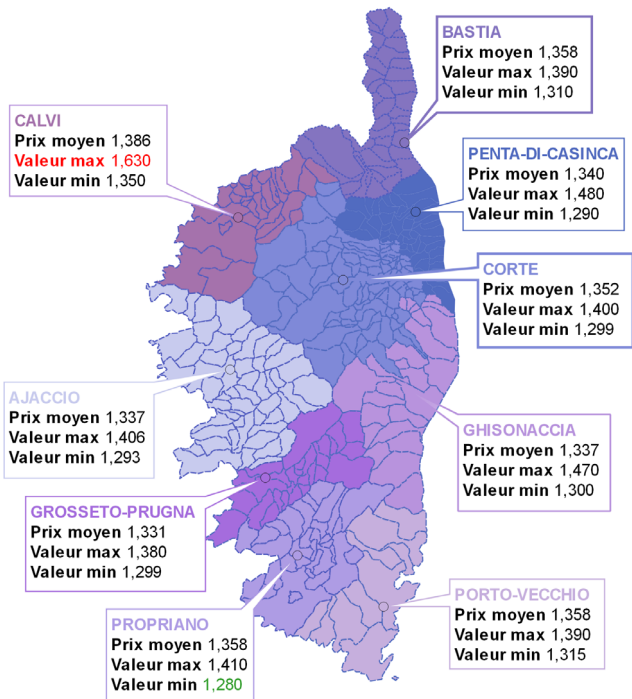 BASTIA
Prix moyen 1,358
Valeur max 1,390
Valeur min 1,310
CALVI
Prix moyen 1,386
Valeur max 1,630
Valeur min 1,350
PENTA-DI-CASINCA
Prix moyen 1,340
Valeur max 1,480
Valeur min 1,290
CORTE
Prix moyen 1,352
Valeur max 1,400
Valeur min 1,299
AJACCIO
Prix moyen 1,337
Valeur max 1,406
Valeur min 1,293
GHISONACCIA
Prix moyen 1,337
Valeur max 1,470
Valeur min 1,300
GROSSETO-PRUGNA
Prix moyen 1,331
Valeur max 1,380
Valeur min 1,299
PORTO-VECCHIO
Prix moyen 1,358
Valeur max 1,390
Valeur min 1,315
PROPRIANO
Prix moyen 1,358
Valeur max 1,410
Valeur min 1,280